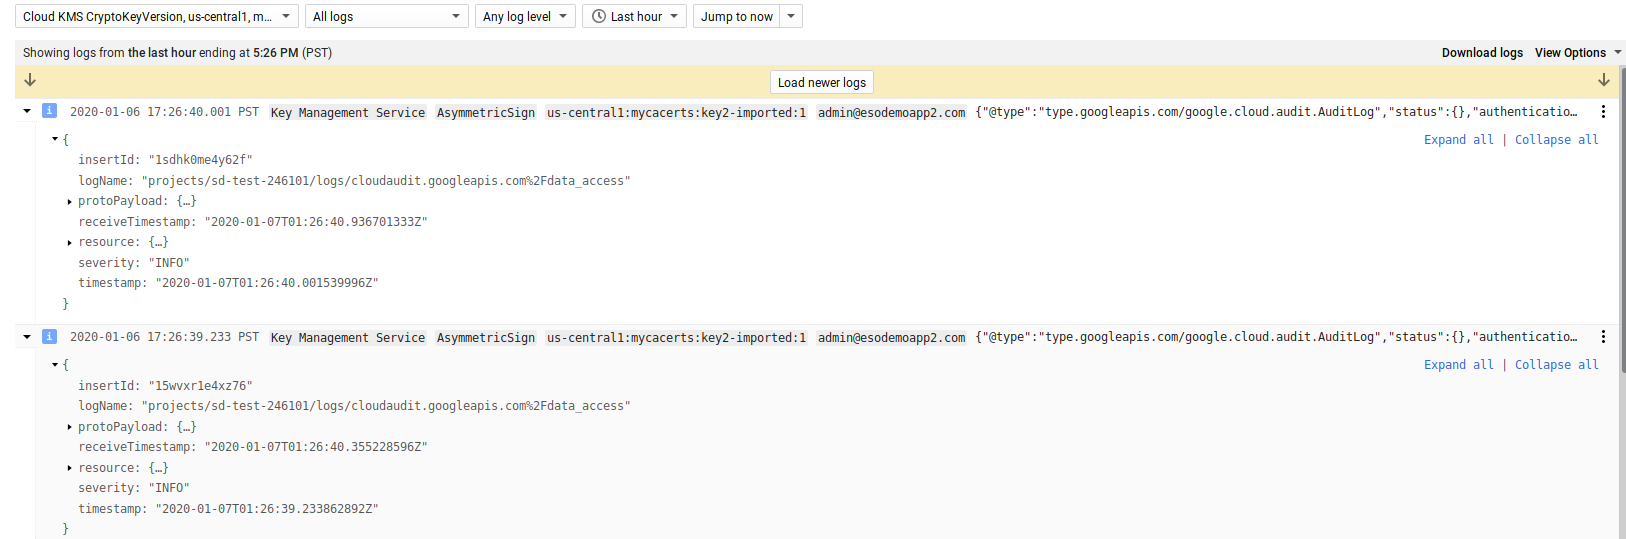 Cloud KMS CryptoKeyVersion, us-central1, m... All logs Any log level Last hour Jump to now
Showing logs from the last hour ending at 5:26 PM (PST) Download logs View Options
Load newer logs
2020-01-06 17:26:40.001 PST Key Management Service AsymmetricSign us-central1:mycacerts:key2-imported:1 admin@esodemoapp2.com {"@type":"type.googleapis.com/google.cloud.audit.AuditLog","status":{},"authenticatio…
{ Expand all | Collapse all
insertId: "1sdhk0me4y62f"
logName: "projects/sd-test-246101/logs/cloudaudit.googleapis.com%2Fdata_access"
protoPayload: {…}
receiveTimestamp: "2020-01-07T01:26:40.936701333Z"
resource: {…}
severity: "INFO"
timestamp: "2020-01-07T01:26:40.001539996Z"
}
2020-01-06 17:26:39.233 PST Key Management Service AsymmetricSign us-central1:mycacerts:key2-imported:1 admin@esodemoapp2.com {"@type":"type.googleapis.com/google.cloud.audit.AuditLog","status":{},"authenticatio…
{ Expand all | Collapse all
insertId: "15wvxr1e4xz76"
logName: "projects/sd-test-246101/logs/cloudaudit.googleapis.com%2Fdata_access"
protoPayload: {…}
receiveTimestamp: "2020-01-07T01:26:40.355228596Z"
resource: {…}
severity: "INFO"
timestamp: "2020-01-07T01:26:39.233862892Z"
}